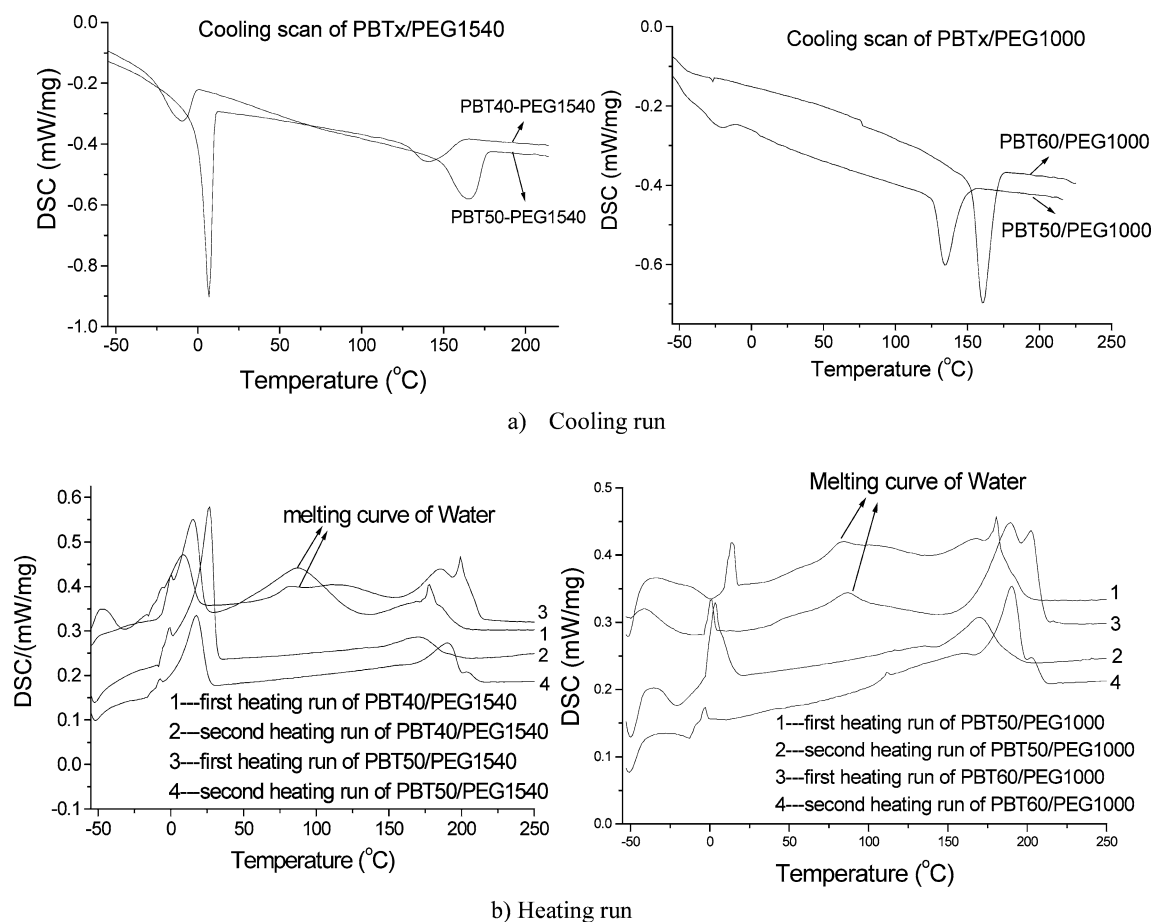 Cooling scan of PBTx/PEG1540
0.0
-0.2
-0.4
-0.6
-0.8
-1.0
DSC (mW/mg)
PBT40-PEG1540
PBT50-PEG1540
-50 0 50 100 150 200
Temperature (°C)
Cooling scan of PBTx/PEG1000
0.0
-0.2
-0.4
-0.6
DSC (mW/mg)
PBT60/PEG1000
PBT50/PEG1000
-50 0 50 100 150 200 250
Temperature (°C)
a) Cooling run
0.6
0.5
0.4
0.3
0.2
0.1
0.0
-0.1
DSC/(mW/mg)
melting curve of Water
3
1
2
4
1---first heating run of PBT40/PEG1540
2---second heating run of PBT40/PEG1540
3---first heating run of PBT50/PEG1540
4---second heating run of PBT50/PEG1540
-50 0 50 100 150 200 250
Temperature (°C)
0.5
0.4
0.3
0.2
0.1
0.0
DSC (mW/mg)
Melting curve of Water
1
3
2
4
1---first heating run of PBT50/PEG1000
2---second heating run of PBT50/PEG1000
3---first heating run of PBT60/PEG1000
4---second heating run of PBT60/PEG1000
-50 0 50 100 150 200 250
Temperature (°C)
b) Heating run